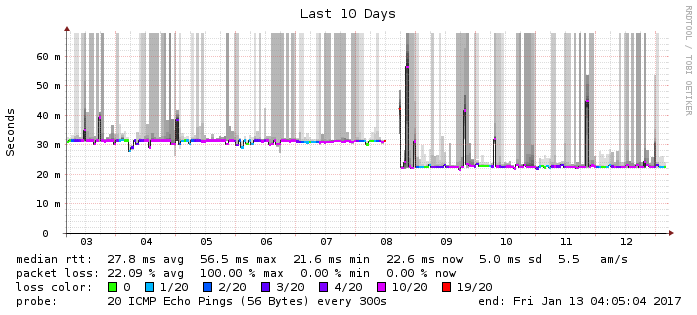 Last 10 Days
RRDTOOL / TOBI OETIKER
Seconds
60 m
50 m
40 m
30 m
20 m
10 m
0
03 04 05 06 07 08 09 10 11 12
median rtt: 27.8 ms avg 56.5 ms max 21.6 ms min 22.6 ms now 5.0 ms sd 5.5 am/s
packet loss: 22.09 % avg 100.00 % max 0.00 % min 0.00 % now
loss color: 0 1/20 2/20 3/20 4/20 10/20 19/20
probe: 20 ICMP Echo Pings (56 Bytes) every 300s end: Fri Jan 13 04:05:04 2017